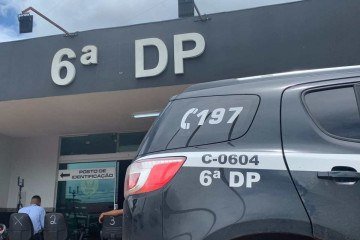 6ª DP
197
C-0604
6ª DP
POSTO DE
IDENTIFICAÇÃO